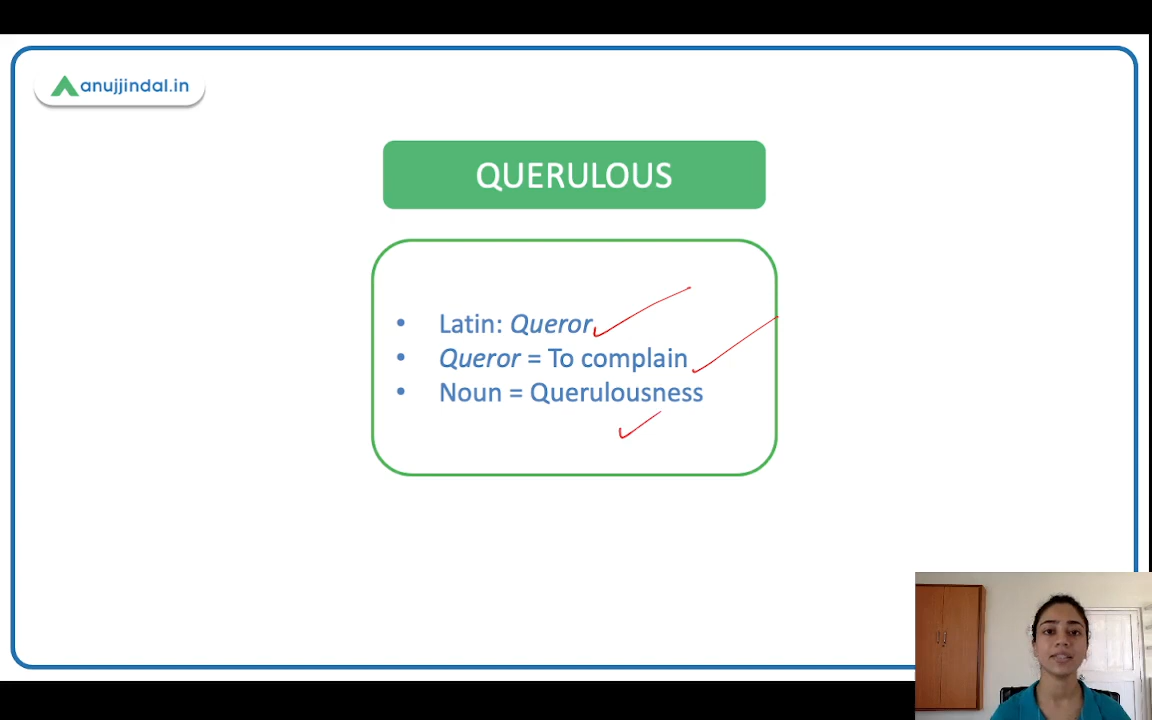 anujjindal.in
QUERULOUS
• Latin: Queror
• Queror = To complain
• Noun = Querulousness